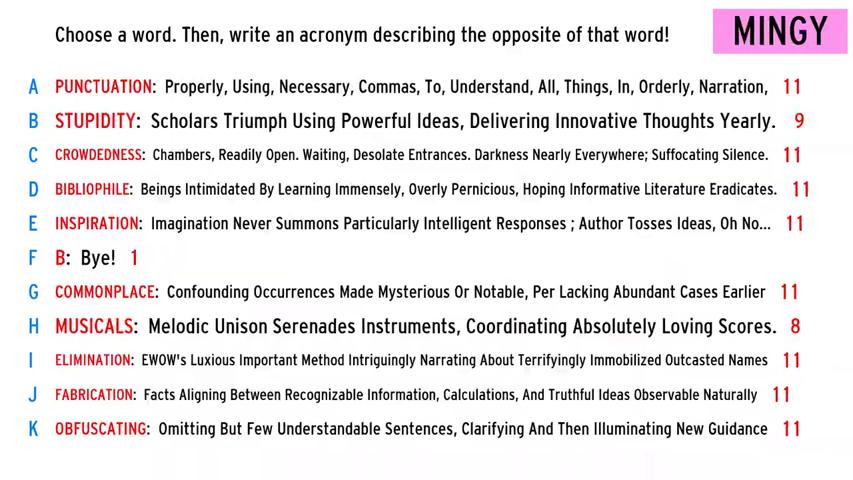 Choose a word. Then, write an acronym describing the opposite of that word!
MINGY
A PUNCTUATION: Properly, Using, Necessary, Commas, To, Understand, All, Things, In, Orderly, Narration, 11
B STUPIDITY: Scholars Triumph Using Powerful Ideas, Delivering Innovative Thoughts Yearly. 9
C CROWDEDNESS: Chambers, Readily Open. Waiting, Desolate Entrances. Darkness Nearly Everywhere; Suffocating Silence. 11
D BIBLIOPHILE: Beings Intimidated By Learning Immensely, Overly Pernicious, Hoping Informative Literature Eradicates. 11
E INSPIRATION: Imagination Never Summons Particularly Intelligent Responses ; Author Tosses Ideas, Oh No... 11
F B: Bye! 1
G COMMONPLACE: Confounding Occurrences Made Mysterious Or Notable, Per Lacking Abundant Cases Earlier 11
H MUSICALS: Melodic Unison Serenades Instruments, Coordinating Absolutely Loving Scores. 8
I ELIMINATION: EWOW's Luxious Important Method Intriguingly Narrating About Terrifyingly Immobilized Outcasted Names 11
J FABRICATION: Facts Aligning Between Recognizable Information, Calculations, And Truthful Ideas Observable Naturally 11
K OBFUSCATING: Omitting But Few Understandable Sentences, Clarifying And Then Illuminating New Guidance 11